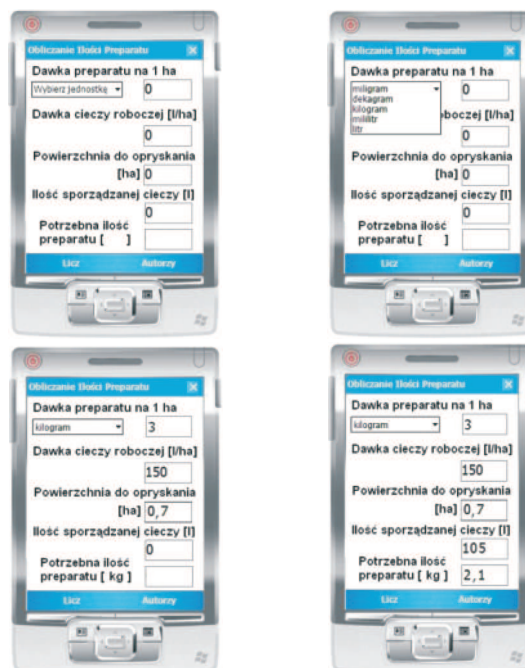 Obliczanie Ilości Preparatu
Dawka preparatu na 1 ha
Wybierz jednostkę 0
Dawka cieczy roboczej [l/ha]
0
Powierzchnia do opryskania
[ha] 0
Ilość sporządzanej cieczy [l]
0
Potrzebna ilość
preparatu [ ]
Licz Autorzy
Obliczanie Ilości Preparatu
Dawka preparatu na 1 ha
miligram 0
dekagram
kilogram
mililitr
litr
oboczej [l/ha]
0
Powierzchnia do opryskania
[ha] 0
Ilość sporządzanej cieczy [l]
0
Potrzebna ilość
preparatu [ ]
Licz Autorzy
Obliczanie Ilości Preparatu
Dawka preparatu na 1 ha
kilogram 3
Dawka cieczy roboczej [l/ha]
150
Powierzchnia do opryskania
[ha] 0,7
Ilość sporządzanej cieczy [l]
0
Potrzebna ilość
preparatu [ kg ]
Licz Autorzy
Obliczanie Ilości Preparatu
Dawka preparatu na 1 ha
kilogram 3
Dawka cieczy roboczej [l/ha]
150
Powierzchnia do opryskania
[ha] 0,7
Ilość sporządzanej cieczy [l]
105
Potrzebna ilość
preparatu [ kg ] 2,1
Licz Autorzy